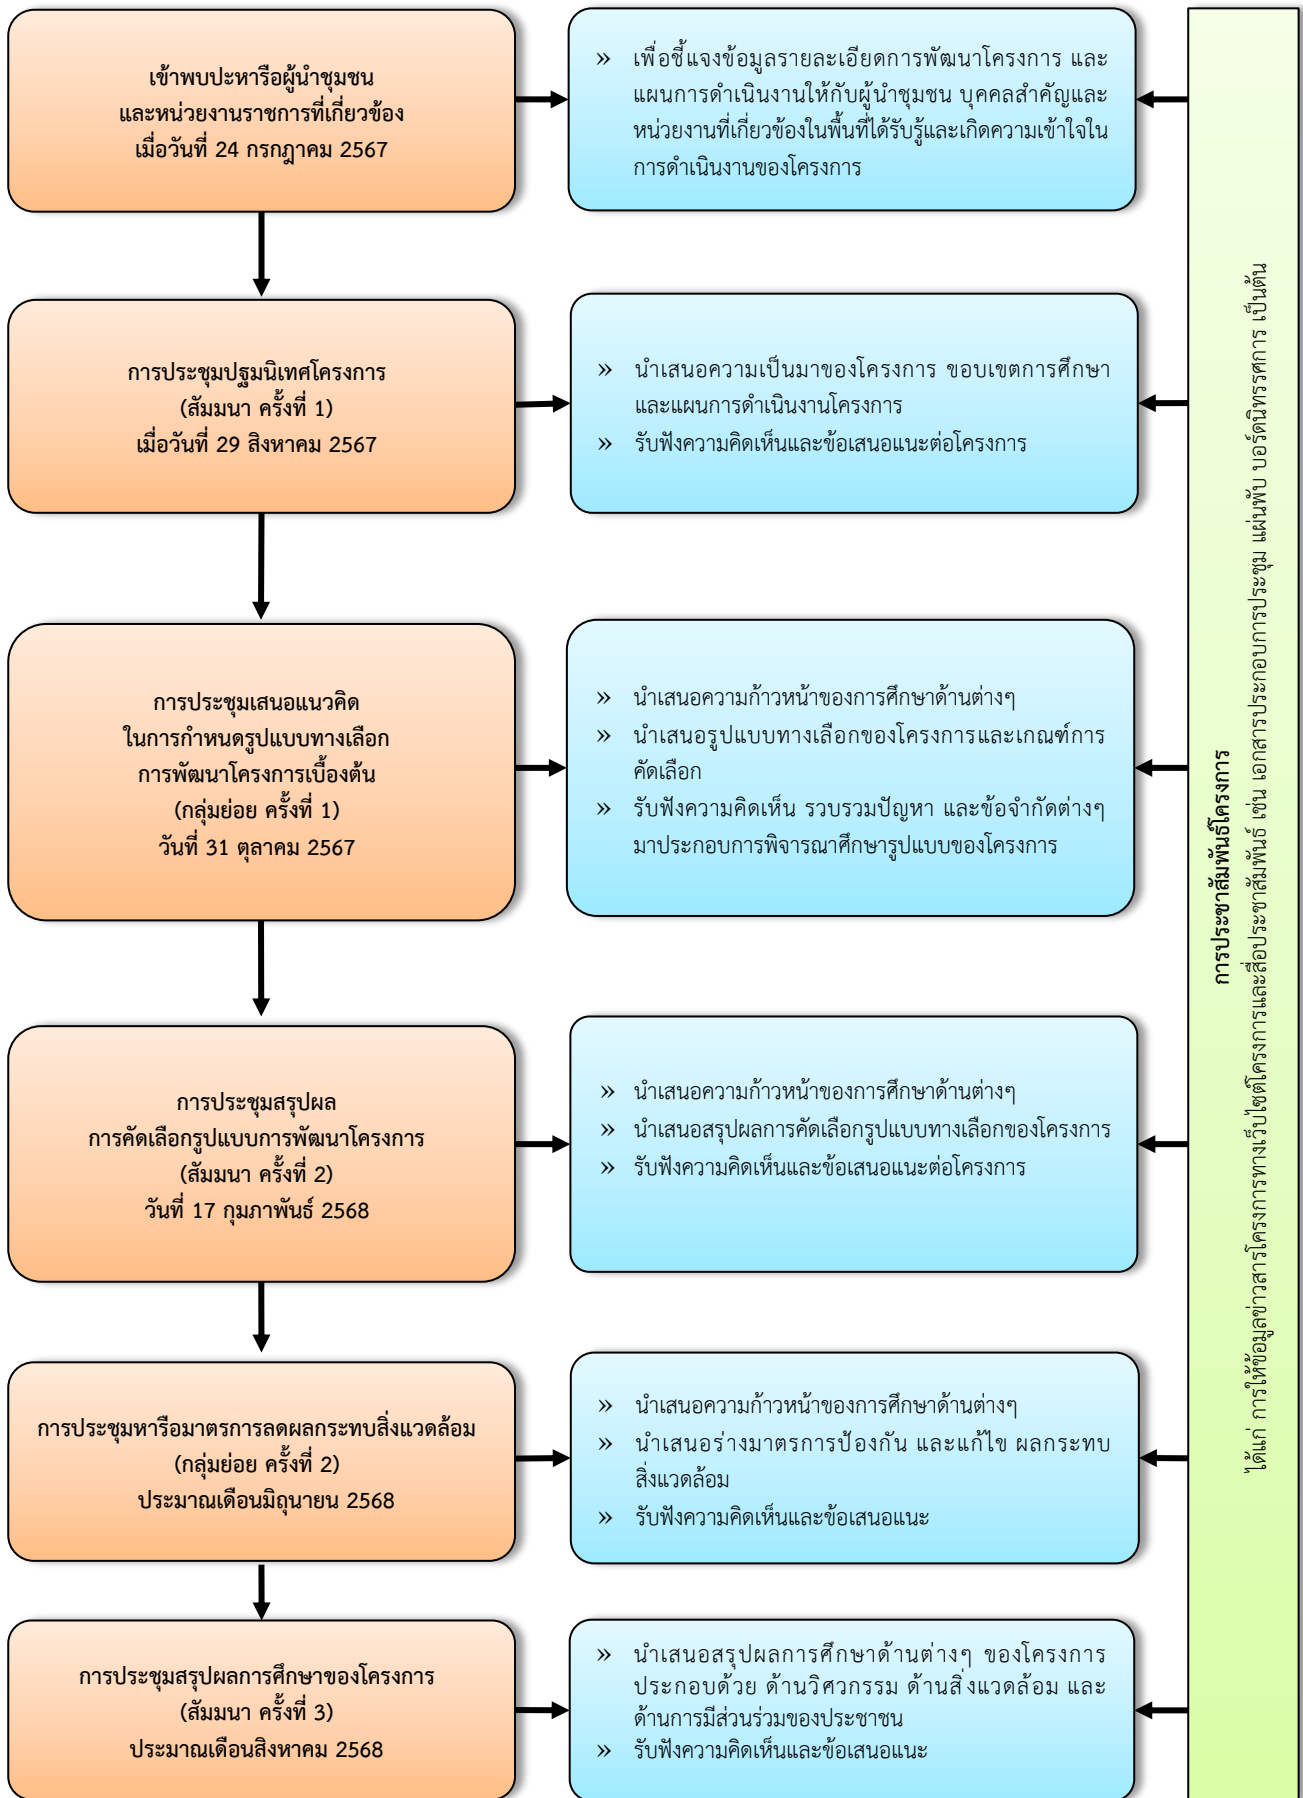 เข้าพบปะหารือผู้นำชุมชน
และหน่วยงานราชการที่เกี่ยวข้อง
เมื่อวันที่ 24 กรกฎาคม 2567
» เพื่อชี้แจงข้อมูลรายละเอียดการพัฒนาโครงการ และ
แผนการดำเนินงานให้กับผู้นำชุมชน บุคคลสำคัญและ
หน่วยงานที่เกี่ยวข้องในพื้นที่ได้รับรู้และเกิดความเข้าใจใน
การดำเนินงานของโครงการ
การประชุมปฐมนิเทศโครงการ
(สัมมนา ครั้งที่ 1)
เมื่อวันที่ 29 สิงหาคม 2567
» นำเสนอความเป็นมาของโครงการ ขอบเขตการศึกษา
และแผนการดำเนินงานโครงการ
» รับฟังความคิดเห็นและข้อเสนอแนะต่อโครงการ
การประชุมเสนอแนวคิด
ในการกำหนดรูปแบบทางเลือก
การพัฒนาโครงการเบื้องต้น
(กลุ่มย่อย ครั้งที่ 1)
วันที่ 31 ตุลาคม 2567
» นำเสนอความก้าวหน้าของการศึกษาด้านต่างๆ
» นำเสนอรูปแบบทางเลือกของโครงการและเกณฑ์การ
คัดเลือก
» รับฟังความคิดเห็น รวบรวมปัญหา และข้อจำกัดต่างๆ
มาประกอบการพิจารณาศึกษารูปแบบของโครงการ
การประชุมสรุปผล
การคัดเลือกรูปแบบการพัฒนาโครงการ
(สัมมนา ครั้งที่ 2)
วันที่ 17 กุมภาพันธ์ 2568
» นำเสนอความก้าวหน้าของการศึกษาด้านต่างๆ
» นำเสนอสรุปผลการคัดเลือกรูปแบบทางเลือกของโครงการ
» รับฟังความคิดเห็นและข้อเสนอแนะต่อโครงการ
การประชุมหารือมาตรการลดผลกระทบสิ่งแวดล้อม
(กลุ่มย่อย ครั้งที่ 2)
ประมาณเดือนมิถุนายน 2568
» นำเสนอความก้าวหน้าของการศึกษาด้านต่างๆ
» นำเสนอร่างมาตรการป้องกัน และแก้ไข ผลกระทบ
สิ่งแวดล้อม
» รับฟังความคิดเห็นและข้อเสนอแนะ
การประชุมสรุปผลการศึกษาของโครงการ
(สัมมนา ครั้งที่ 3)
ประมาณเดือนสิงหาคม 2568
» นำเสนอสรุปผลการศึกษาด้านต่างๆ ของโครงการ
ประกอบด้วย ด้านวิศวกรรม ด้านสิ่งแวดล้อม และ
ด้านการมีส่วนร่วมของประชาชน
» รับฟังความคิดเห็นและข้อเสนอแนะ
การประชาสัมพันธ์โครงการ
ได้แก่ การให้ข้อมูลข่าวสารโครงการทางเว็บไซต์โครงการและสื่อประชาสัมพันธ์ เช่น เอกสารประกอบการประชุม แผ่นพับ บอร์ดนิทรรศการ เป็นต้น